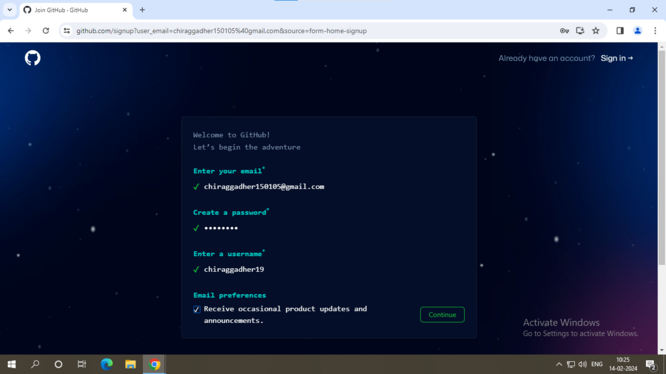 Join GitHub · GitHub
github.com/signup?user_email=chiraggadher150105%40gmail.com&source=form-home-signup
Already have an account? Sign in →
Welcome to GitHub!
Let's begin the adventure
Enter your email*
✓ chiraggadher150105@gmail.com
Create a password*
✓ ••••••••
Enter a username*
✓ chiraggadher19
Email preferences
Receive occasional product updates and
announcements.
Continue
Activate Windows
Go to Settings to activate Windows.
ENG
10:25
14-02-2024
2